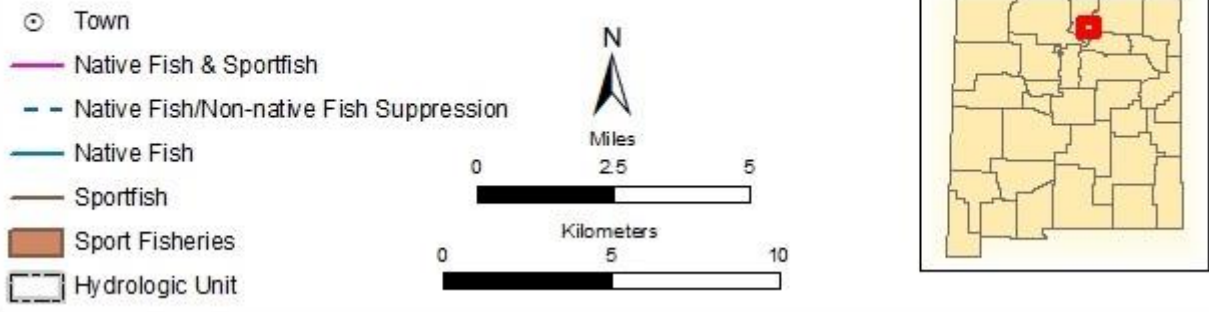 Town
Native Fish & Sportfish
Native Fish/Non-native Fish Suppression
Native Fish
Sportfish
Sport Fisheries
Hydrologic Unit
N
Miles
0 2.5 5
Kilometers
0 5 10